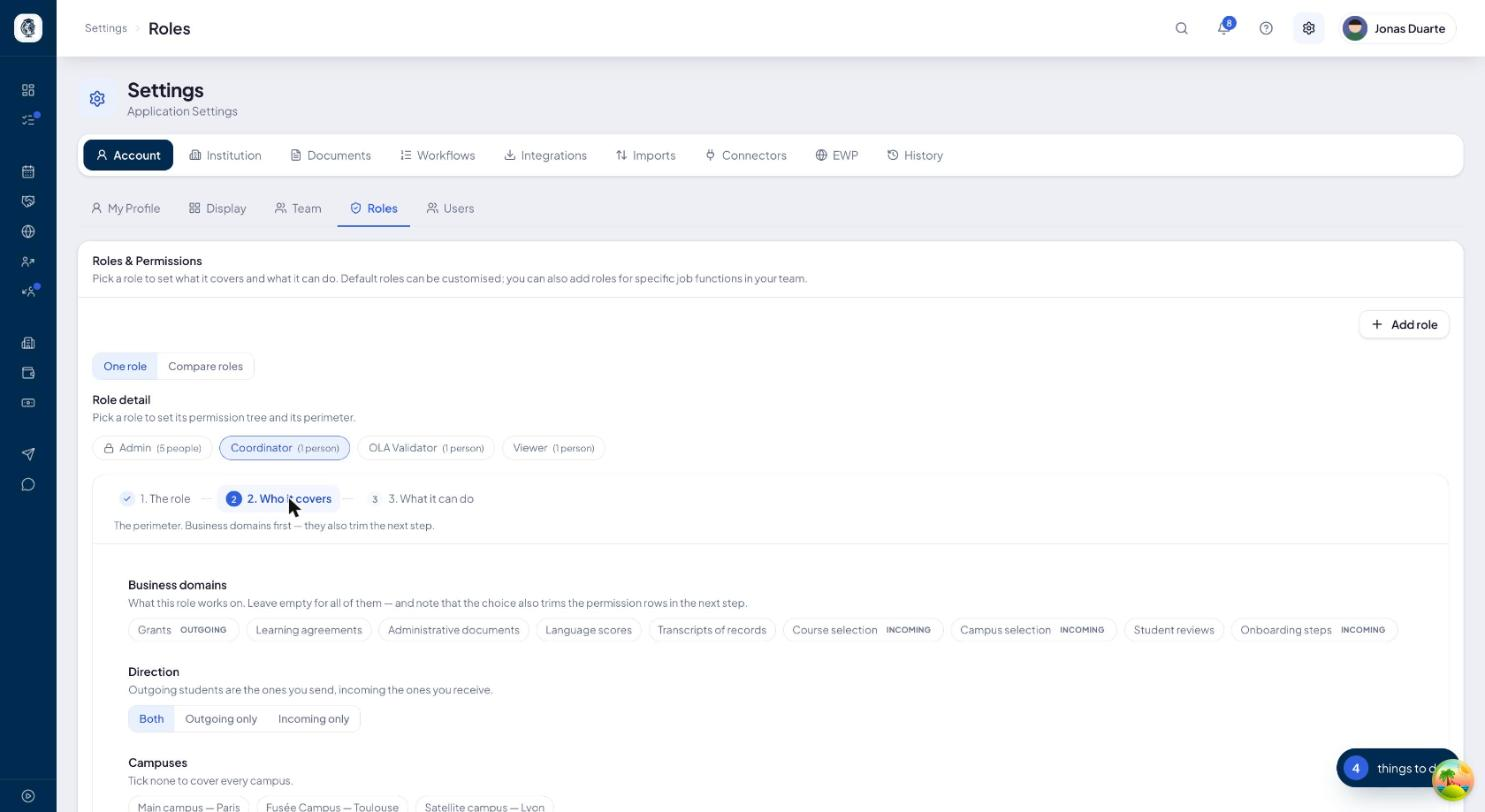 Settings
Roles
8
Jonas Duarte
Settings
Application Settings
Account
Institution
Documents
Workflows
Integrations
Imports
Connectors
EWP
History
My Profile
Display
Team
Roles
Users
Roles & Permissions
Pick a role to set what it covers and what it can do. Default roles can be customised; you can also add roles for specific job functions in your team.
Add role
One role
Compare roles
Role detail
Pick a role to set its permission tree and its perimeter.
Admin (5 people)
Coordinator (1 person)
OLA Validator (1 person)
Viewer (1 person)
1. The role
2 2. Who it covers
3 3. What it can do
The perimeter. Business domains first — they also trim the next step.
Business domains
What this role works on. Leave empty for all of them — and note that the choice also trims the permission rows in the next step.
Grants OUTGOING
Learning agreements
Administrative documents
Language scores
Transcripts of records
Course selection INCOMING
Campus selection INCOMING
Student reviews
Onboarding steps INCOMING
Direction
Outgoing students are the ones you send, incoming the ones you receive.
Both
Outgoing only
Incoming only
Campuses
Tick none to cover every campus.
Main campus — Paris
Fusée Campus — Toulouse
Satellite campus — Lyon
4 things to d